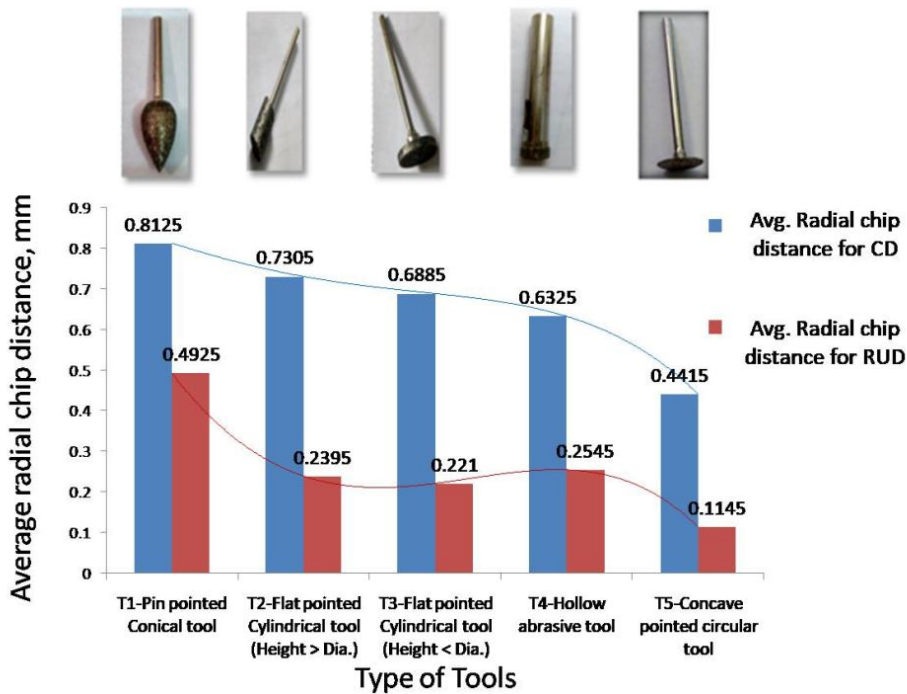 Average radial chip distance, mm
0.9
0.8
0.7
0.6
0.5
0.4
0.3
0.2
0.1
0
0.8125
0.4925
0.7305
0.2395
0.6885
0.221
0.6325
0.2545
0.4415
0.1145
Avg. Radial chip
distance for CD
Avg. Radial chip
distance for RUD
T1-Pin pointed
Conical tool
T2-Flat pointed
Cylindrical tool
(Height > Dia.)
T3-Flat pointed
Cylindrical tool
(Height < Dia.)
T4-Hollow
abrasive tool
T5-Concave
pointed circular
tool
Type of Tools